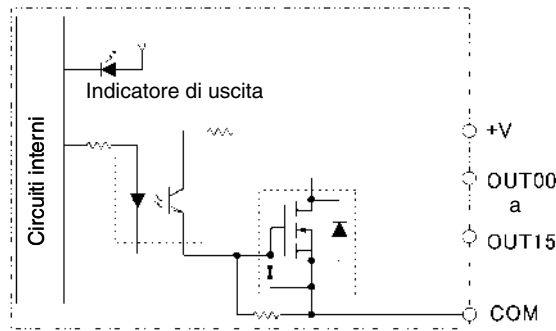 Circuiti interni
Indicatore di uscita
+V
OUT00
a
OUT15
COM